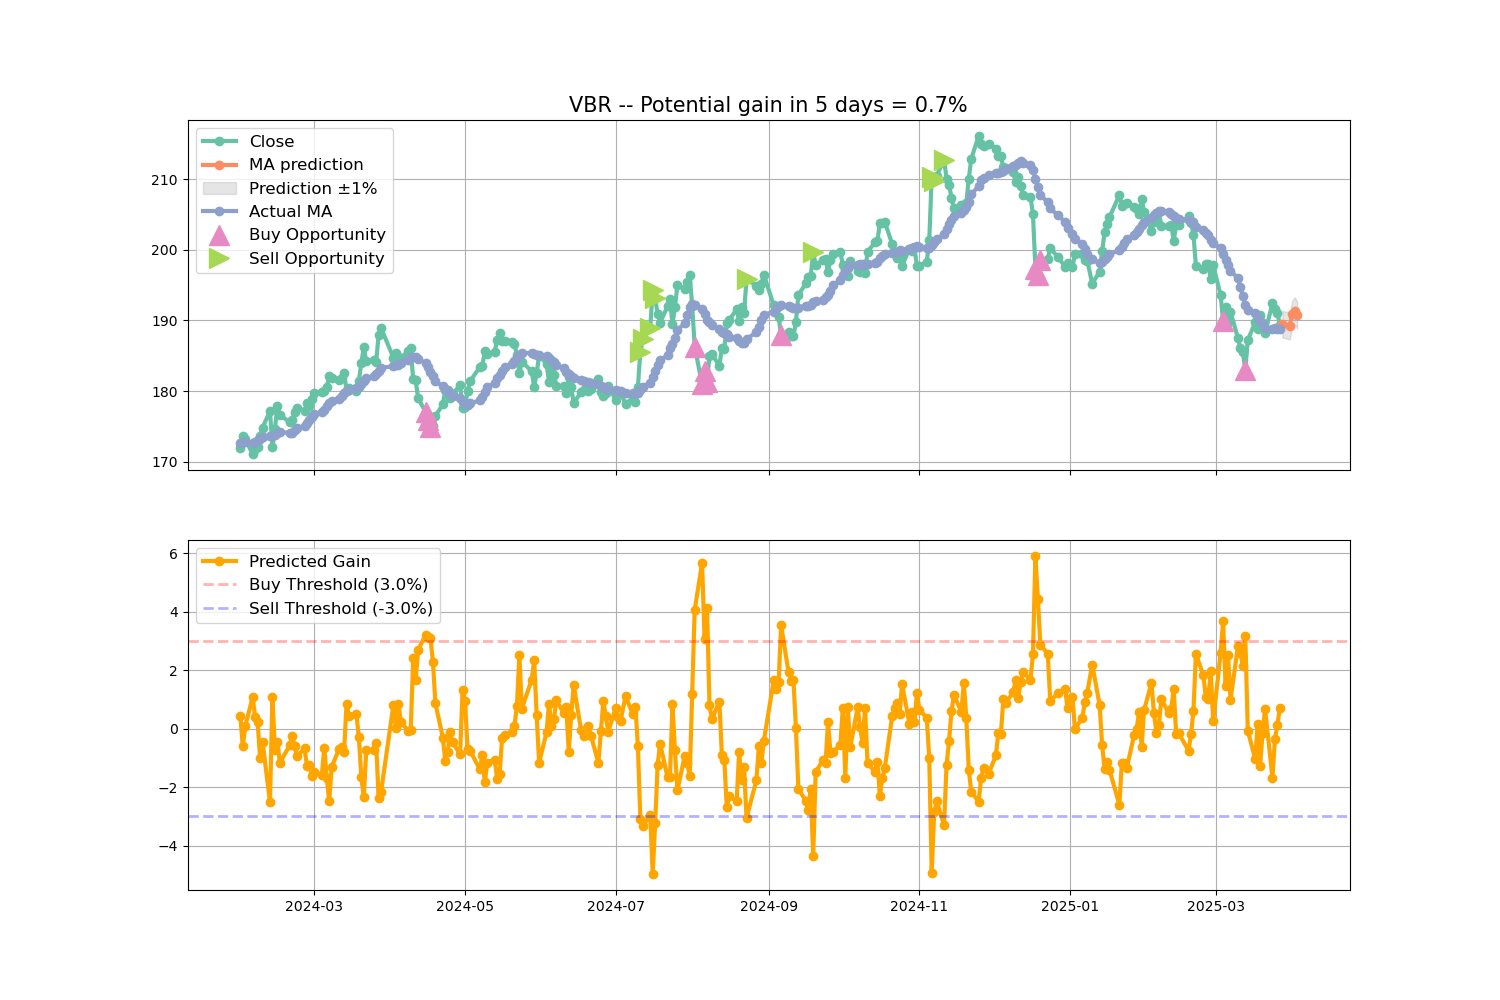 VBR -- Potential gain in 5 days = 0.7%
Close
MA prediction
Prediction ±1%
Actual MA
Buy Opportunity
Sell Opportunity
210
200
190
180
170
Predicted Gain
Buy Threshold (3.0%)
Sell Threshold (-3.0%)
6
4
2
0
−2
−4
2024-03
2024-05
2024-07
2024-09
2024-11
2025-01
2025-03